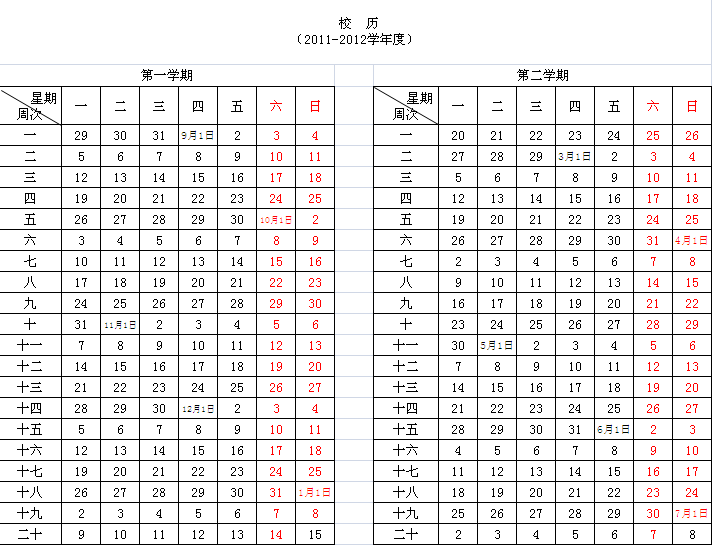 校 历
（2011-2012学年度）
第一学期 第二学期
星期 周次 一 二 三 四 五 六 日 星期 周次 一 二 三 四 五 六 日
一 29 30 31 9月1日 2 3 4 一 20 21 22 23 24 25 26
二 5 6 7 8 9 10 11 二 27 28 29 3月1日 2 3 4
三 12 13 14 15 16 17 18 三 5 6 7 8 9 10 11
四 19 20 21 22 23 24 25 四 12 13 14 15 16 17 18
五 26 27 28 29 30 10月1日 2 五 19 20 21 22 23 24 25
六 3 4 5 6 7 8 9 六 26 27 28 29 30 31 4月1日
七 10 11 12 13 14 15 16 七 2 3 4 5 6 7 8
八 17 18 19 20 21 22 23 八 9 10 11 12 13 14 15
九 24 25 26 27 28 29 30 九 16 17 18 19 20 21 22
十 31 11月1日 2 3 4 5 6 十 23 24 25 26 27 28 29
十一 7 8 9 10 11 12 13 十一 30 5月1日 2 3 4 5 6
十二 14 15 16 17 18 19 20 十二 7 8 9 10 11 12 13
十三 21 22 23 24 25 26 27 十三 14 15 16 17 18 19 20
十四 28 29 30 12月1日 2 3 4 十四 21 22 23 24 25 26 27
十五 5 6 7 8 9 10 11 十五 28 29 30 31 6月1日 2 3
十六 12 13 14 15 16 17 18 十六 4 5 6 7 8 9 10
十七 19 20 21 22 23 24 25 十七 11 12 13 14 15 16 17
十八 26 27 28 29 30 31 1月1日 十八 18 19 20 21 22 23 24
十九 2 3 4 5 6 7 8 十九 25 26 27 28 29 30 7月1日
二十 9 10 11 12 13 14 15 二十 2 3 4 5 6 7 8